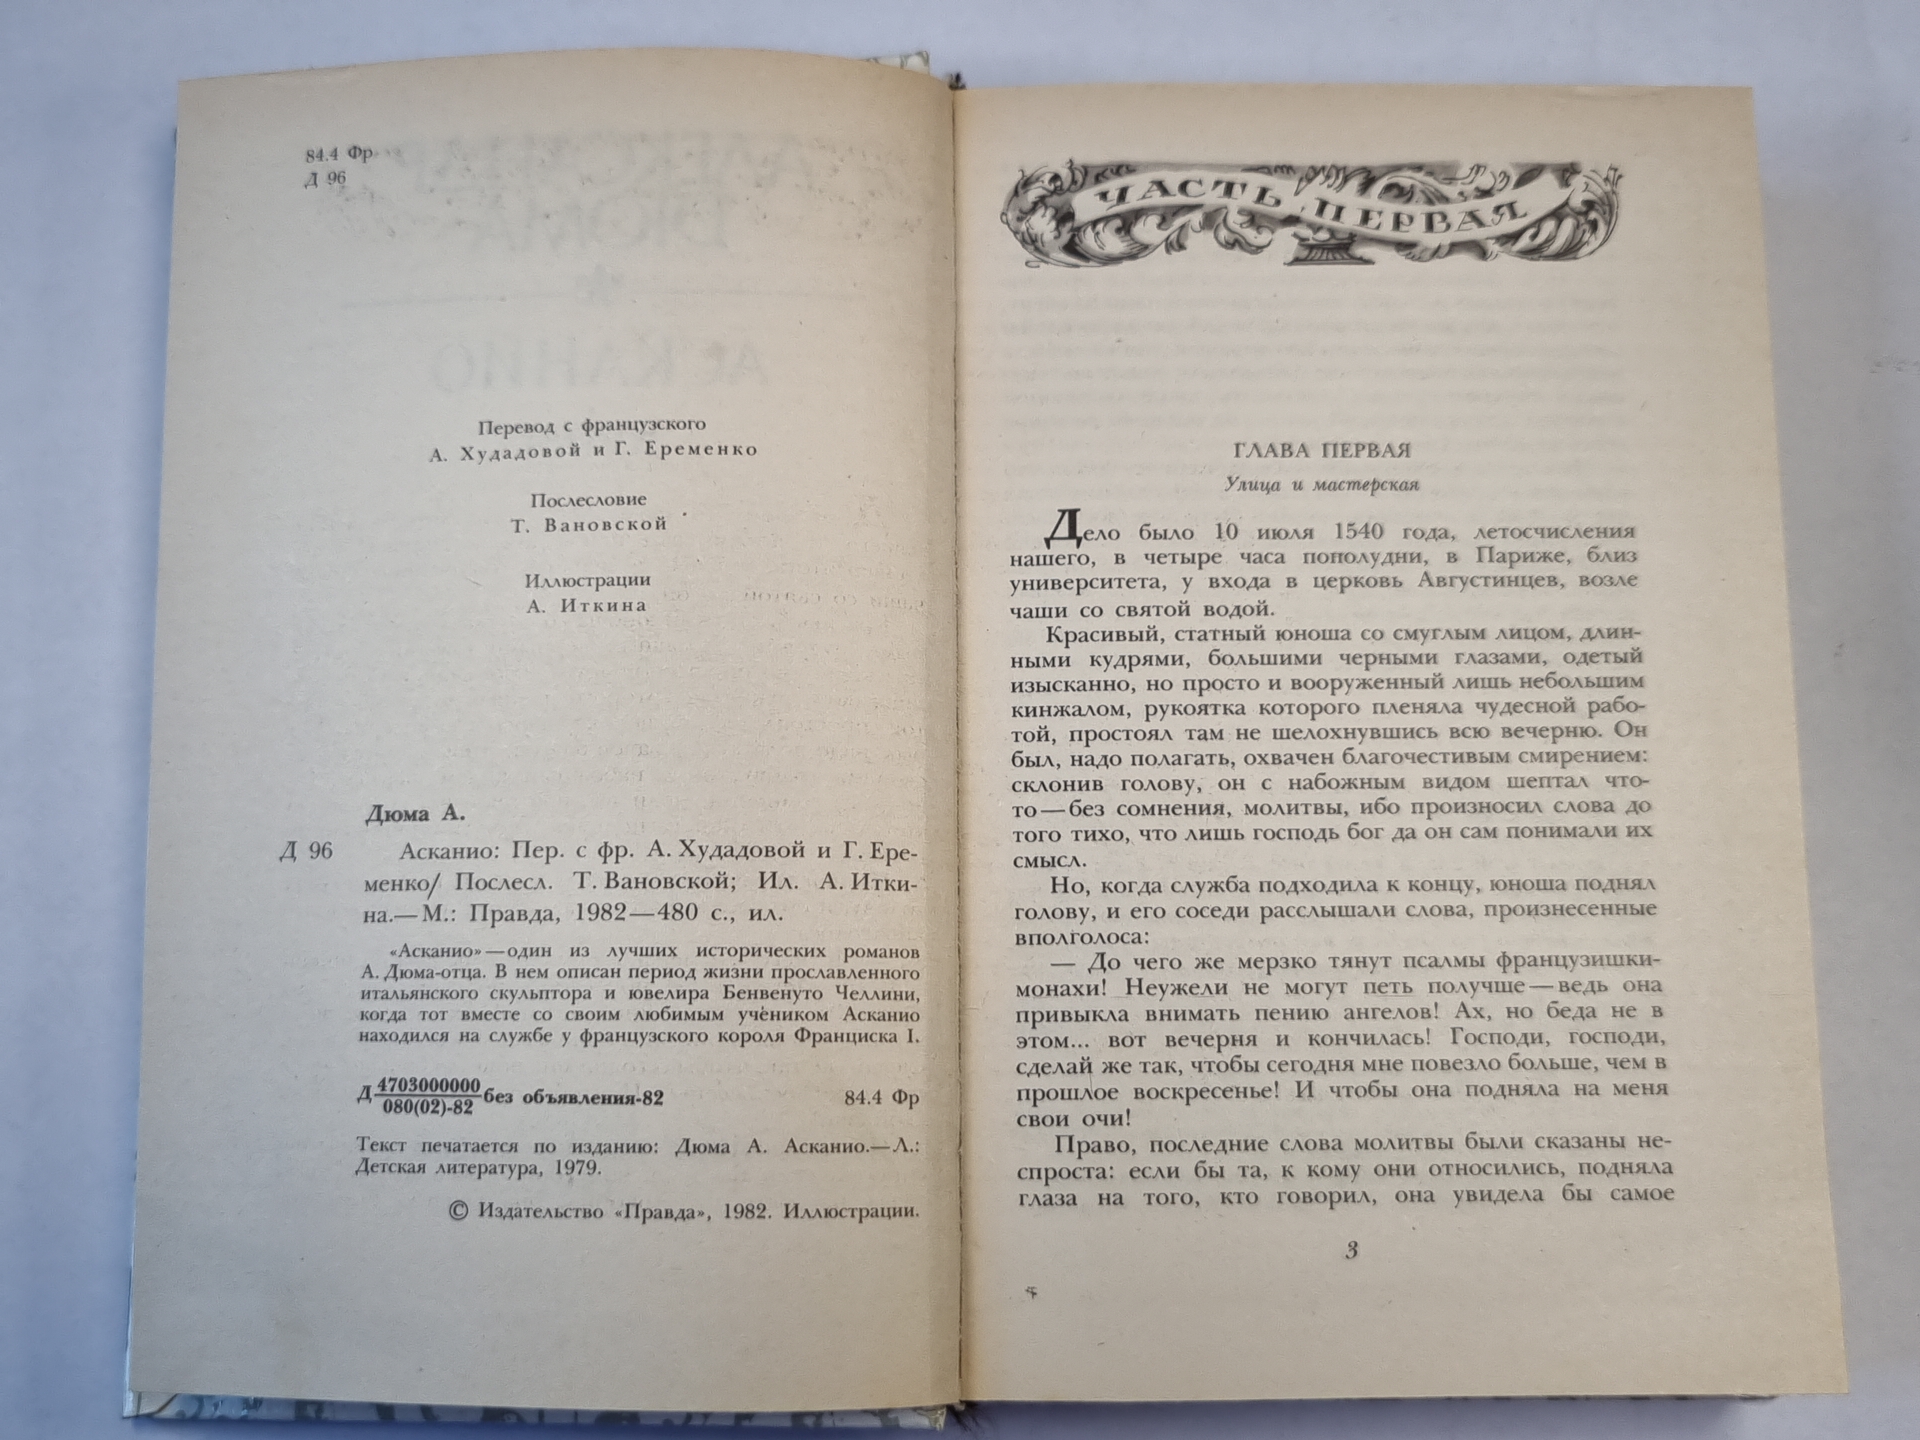 84.4 Фр
Д 96
Перевод с французского
А. Худадовой и Г. Еременко
Послесловие
Т. Вановской
Иллюстрации
А. Иткина
Дюма А.
Д 96 Асканио: Пер. с фр. А. Худадовой и Г. Ере-
менко/ Послесл. Т. Вановской; Ил. А. Итки-
на.—М.: Правда, 1982—480 с., ил.
«Асканио»—один из лучших исторических романов
А. Дюма-отца. В нем описан период жизни прославленного
итальянского скульптора и ювелира Бенвенуто Челлини,
когда тот вместе со своим любимым учеником Асканио
находился на службе у французского короля Франциска I.
Д 4703000000
080(02)-82 без объявления-82 84.4 Фр
Текст печатается по изданию: Дюма А. Асканио.—Л.:
Детская литература, 1979.
© Издательство «Правда», 1982. Иллюстрации.
ЧАСТЬ ПЕРВАЯ
ГЛАВА ПЕРВАЯ
Улица и мастерская
Дело было 10 июля 1540 года, летосчисления
нашего, в четыре часа пополудни, в Париже, близ
университета, у входа в церковь Августинцев, возле
чаши со святой водой.
Красивый, статный юноша со смуглым лицом, длин-
ными кудрями, большими черными глазами, одетый
изысканно, но просто и вооруженный лишь небольшим
кинжалом, рукоятка которого пленяла чудесной рабо-
той, простоял там не шелохнувшись всю вечерню. Он
был, надо полагать, охвачен благочестивым смирением:
склонив голову, он с набожным видом шептал что-
то—без сомнения, молитвы, ибо произносил слова до
того тихо, что лишь господь бог да он сам понимали их
смысл.
Но, когда служба подходила к концу, юноша поднял
голову, и его соседи расслышали слова, произнесенные
вполголоса:
— До чего же мерзко тянут псалмы французишки-
монахи! Неужели не могут петь получше—ведь она
привыкла внимать пению ангелов! Ах, но беда не в
этом... вот вечерня и кончилась! Господи, господи,
сделай же так, чтобы сегодня мне повезло больше, чем в
прошлое воскресенье! И чтобы она подняла на меня
свои очи!
Право, последние слова молитвы были сказаны не-
спроста: если бы та, к кому они относились, подняла
глаза на того, кто говорил, она увидела бы самое
3